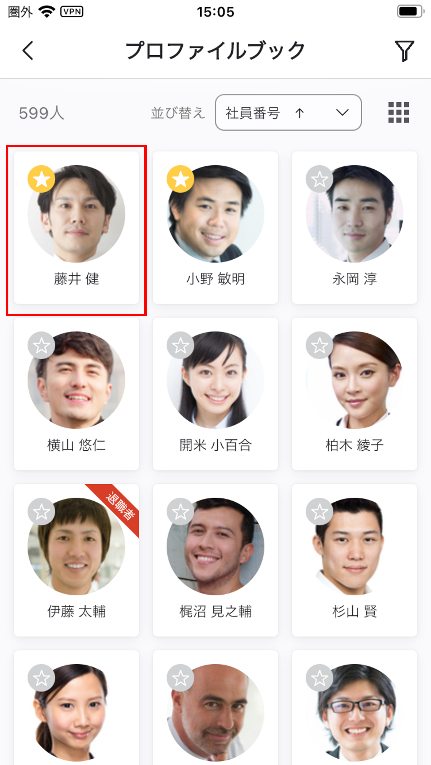 圏外 VPN 15:05
プロファイルブック
599人 並び替え 社員番号 ↑
藤井 健 小野 敏明 永岡 淳
横山 悠仁 開米 小百合 柏木 綾子
退職者
伊藤 太輔 梶沼 見之輔 杉山 賢